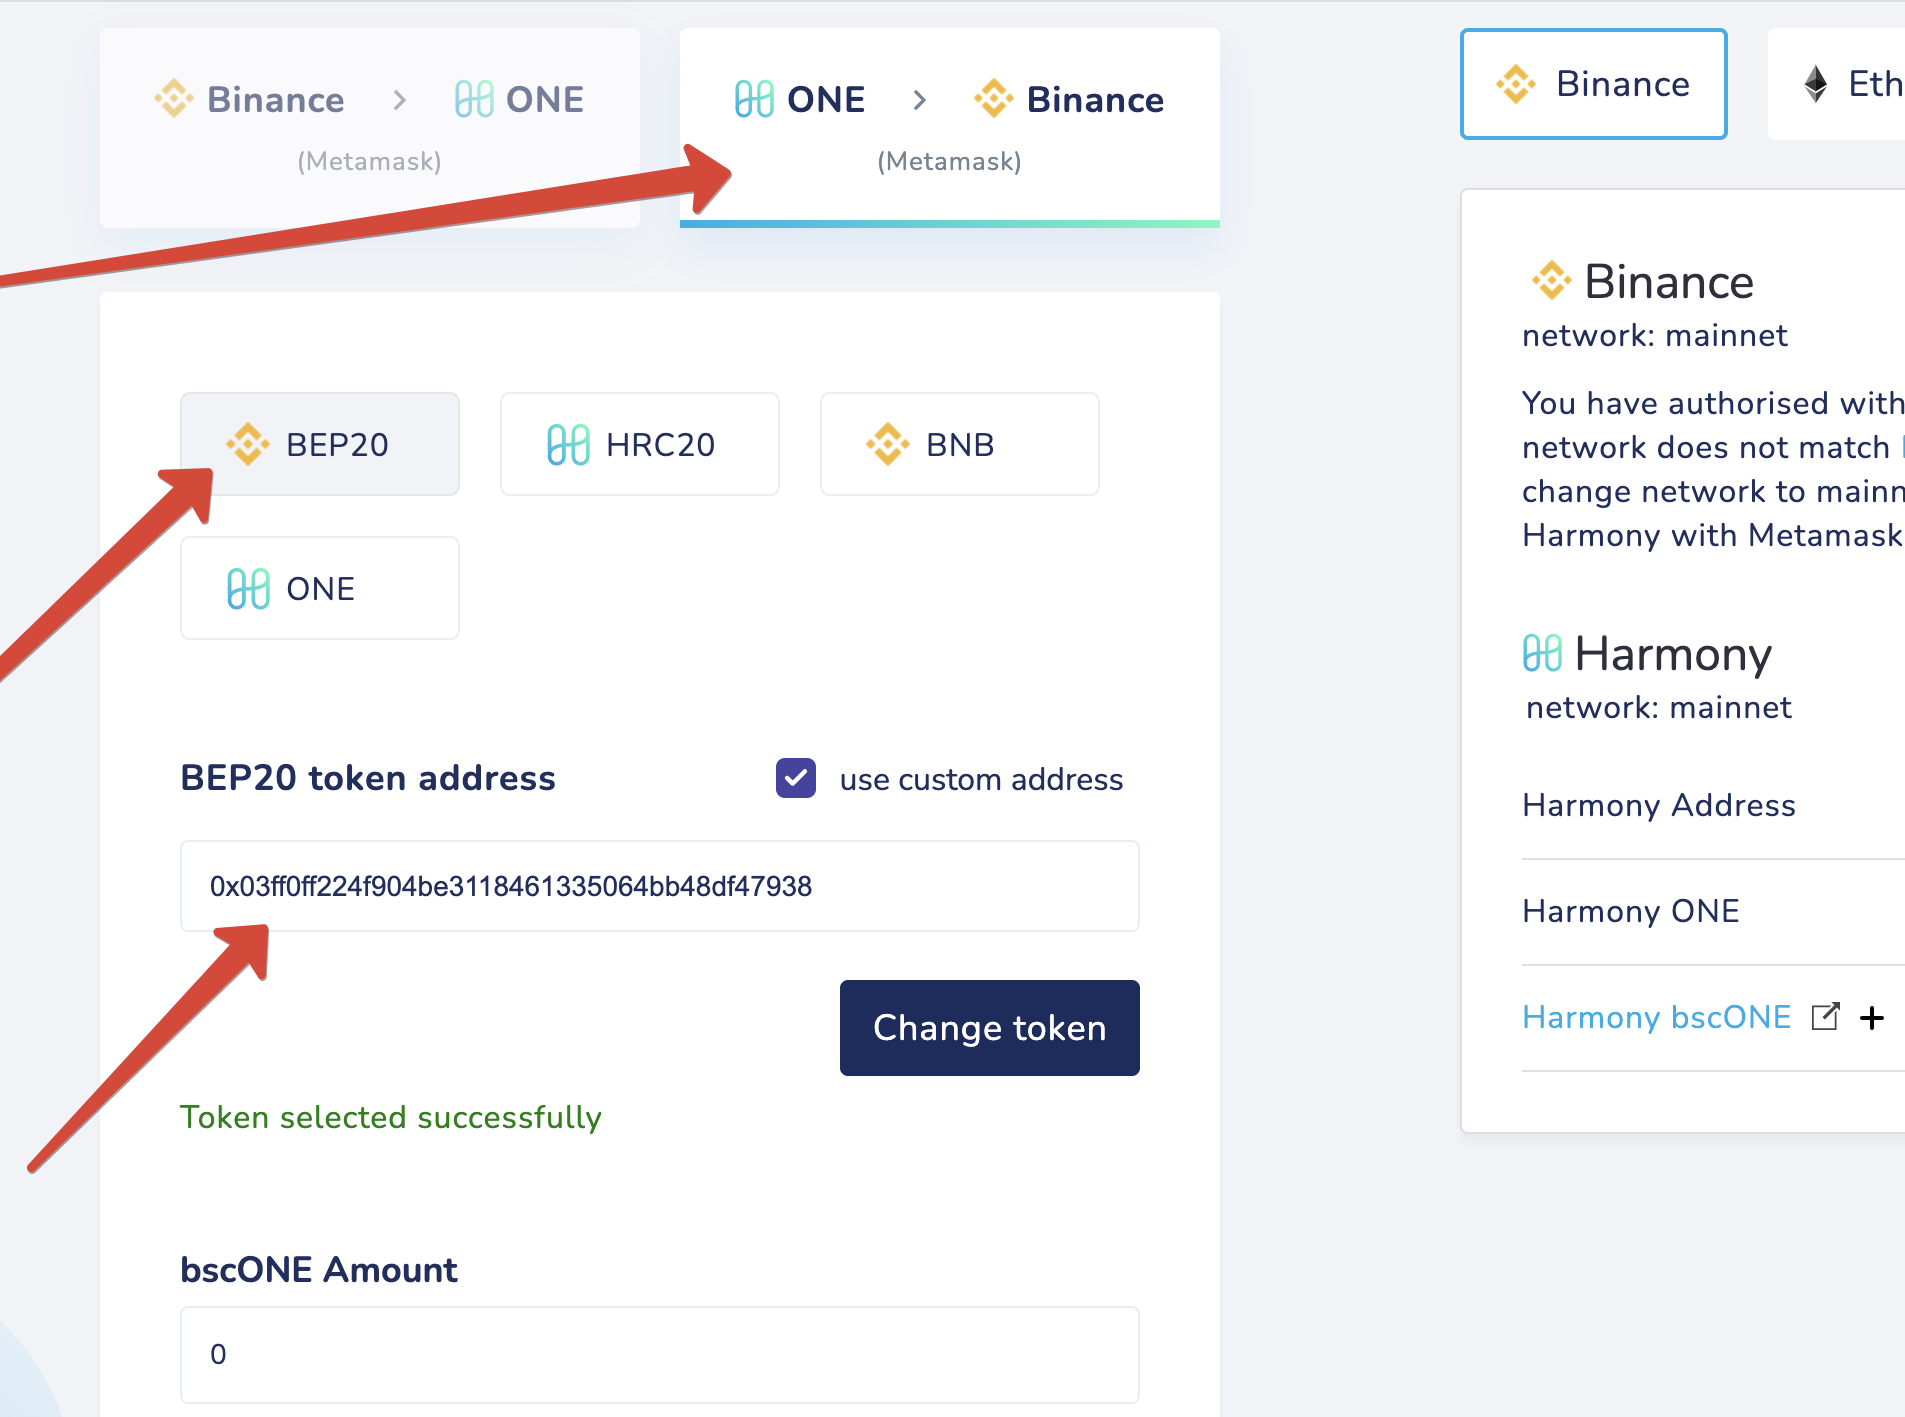 Binance > ONE
(Metamask)
ONE > Binance
(Metamask)
BEP20
HRC20
BNB
ONE
BEP20 token address
use custom address
0x03ff0ff224f904be3118461335064bb48df47938
Change token
Token selected successfully
bscONE Amount
0
Binance
Eth
Binance
network: mainnet
You have authorised with
network does not match
change network to mainn
Harmony with Metamask
Harmony
network: mainnet
Harmony Address
Harmony ONE
Harmony bscONE +